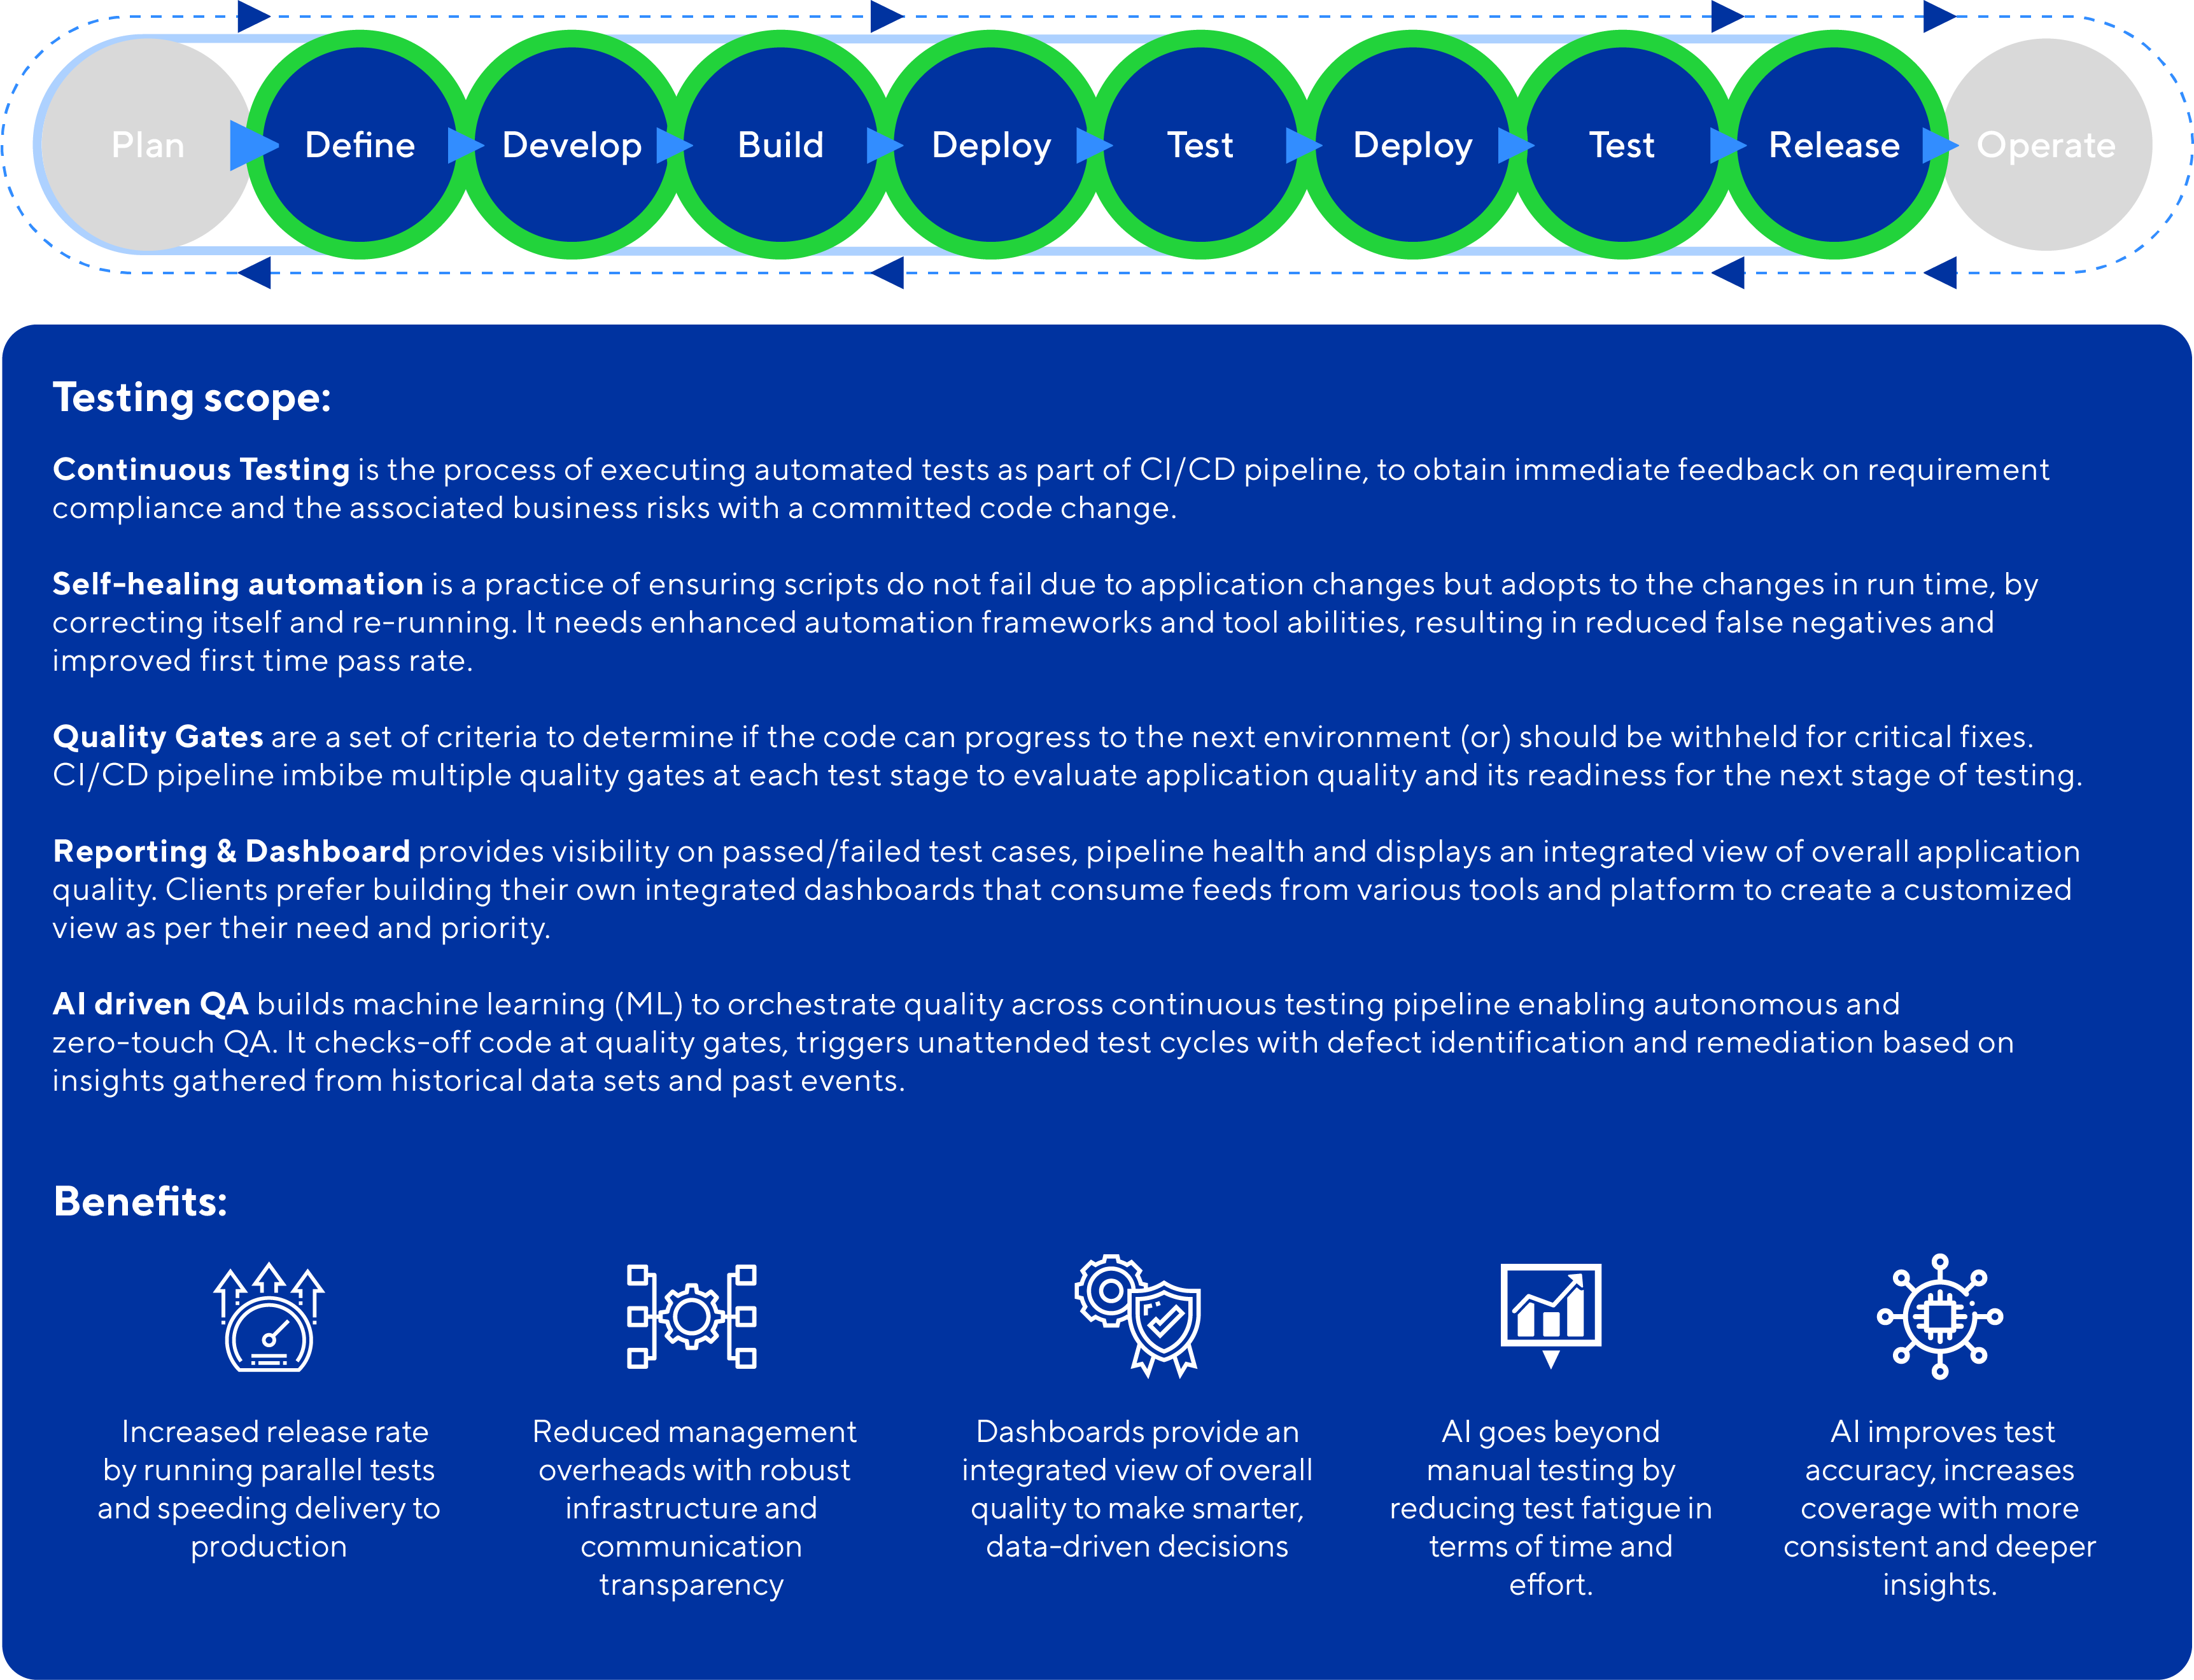 Plan
Define
Develop
Build
Deploy
Test
Deploy
Test
Release
Operate
Testing scope:
Continuous Testing is the process of executing automated tests as part of CI/CD pipeline, to obtain immediate feedback on requirement
compliance and the associated business risks with a committed code change.
Self-healing automation is a practice of ensuring scripts do not fail due to application changes but adopts to the changes in run time, by
correcting itself and re-running. It needs enhanced automation frameworks and tool abilities, resulting in reduced false negatives and
improved first time pass rate.
Quality Gates are a set of criteria to determine if the code can progress to the next environment (or) should be withheld for critical fixes.
CI/CD pipeline imbibe multiple quality gates at each test stage to evaluate application quality and its readiness for the next stage of testing.
Reporting & Dashboard provides visibility on passed/failed test cases, pipeline health and displays an integrated view of overall application
quality. Clients prefer building their own integrated dashboards that consume feeds from various tools and platform to create a customized
view as per their need and priority.
AI driven QA builds machine learning (ML) to orchestrate quality across continuous testing pipeline enabling autonomous and
zero-touch QA. It checks-off code at quality gates, triggers unattended test cycles with defect identification and remediation based on
insights gathered from historical data sets and past events.
Benefits:
Increased release rate
by running parallel tests
and speeding delivery to
production
Reduced management
overheads with robust
infrastructure and
communication
transparency
Dashboards provide an
integrated view of overall
quality to make smarter,
data-driven decisions
AI goes beyond
manual testing by
reducing test fatigue in
terms of time and
effort.
AI improves test
accuracy, increases
coverage with more
consistent and deeper
insights.